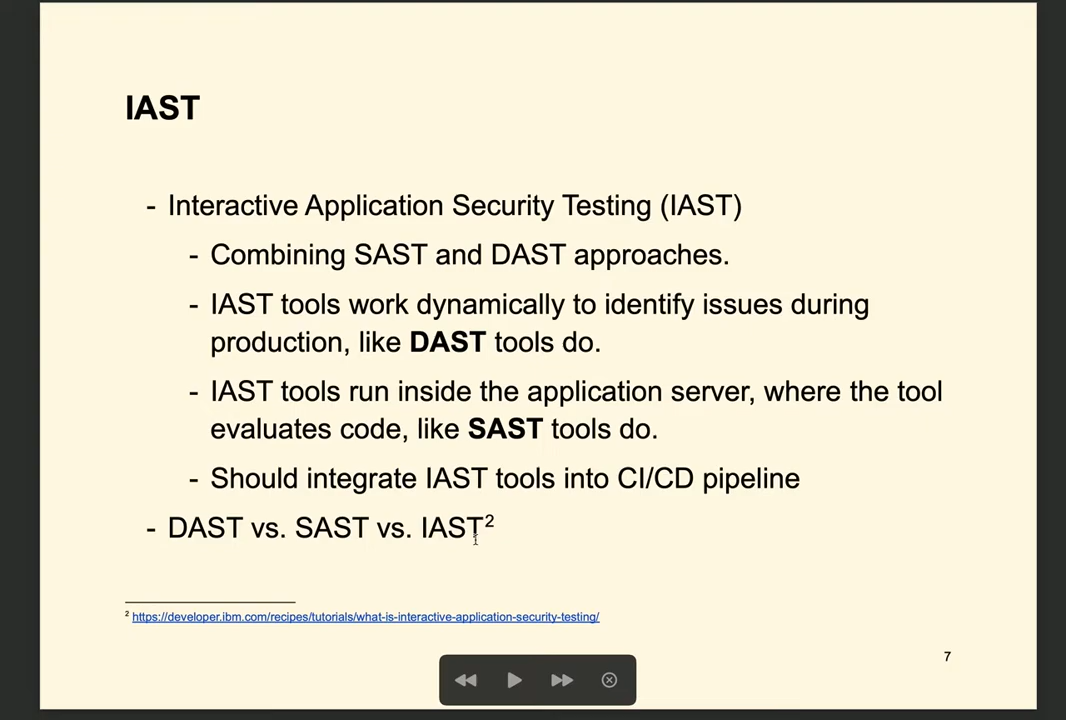 IAST
- Interactive Application Security Testing (IAST)
- Combining SAST and DAST approaches.
- IAST tools work dynamically to identify issues during
production, like DAST tools do.
- IAST tools run inside the application server, where the tool
evaluates code, like SAST tools do.
- Should integrate IAST tools into CI/CD pipeline
- DAST vs. SAST vs. IAST²
² https://developer.ibm.com/recipes/tutorials/what-is-interactive-application-security-testing/
7